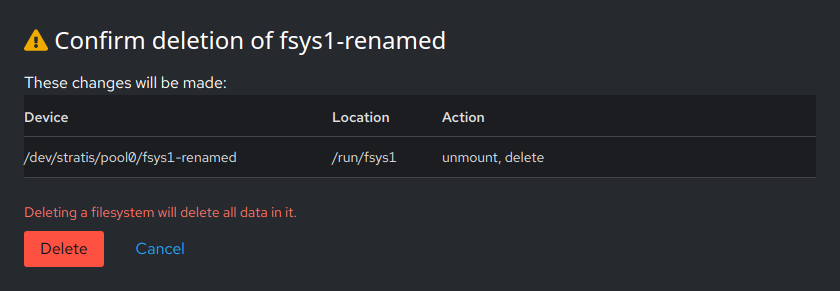 Confirm deletion of fsys1-renamed
These changes will be made:
Device Location Action
/dev/stratis/pool0/fsys1-renamed /run/fsys1 unmount, delete
Deleting a filesystem will delete all data in it.
Delete Cancel